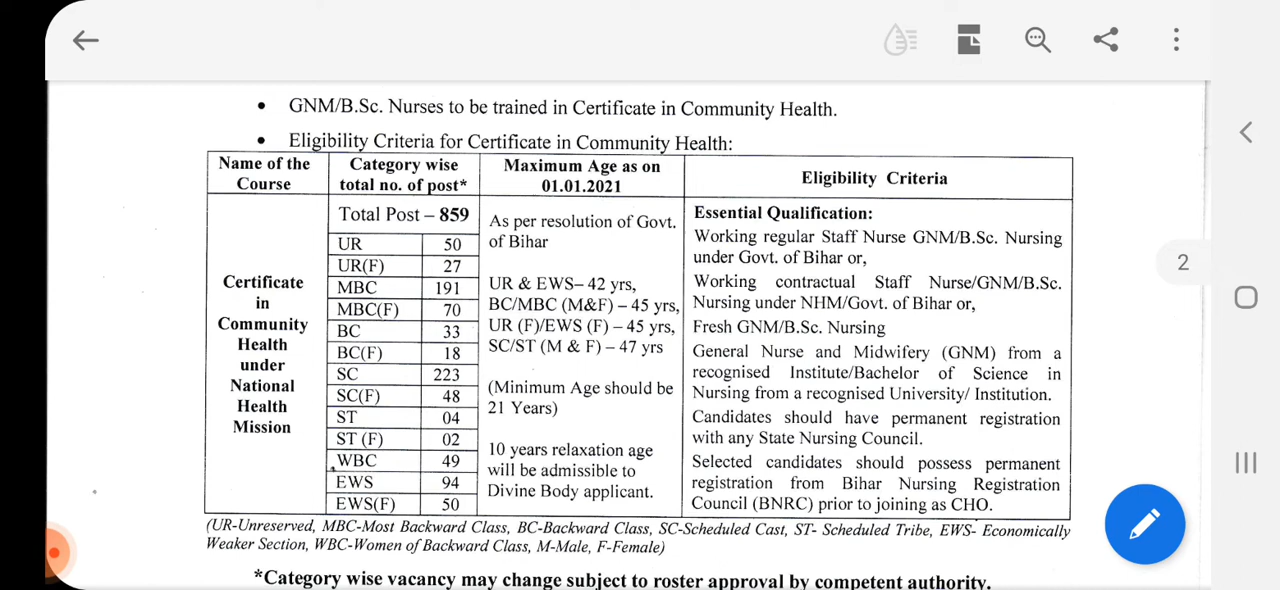 • GNM/B.Sc. Nurses to be trained in Certificate in Community Health.
• Eligibility Criteria for Certificate in Community Health:
Name of the Course | Category wise total no. of post* | Maximum Age as on 01.01.2021 | Eligibility Criteria
Certificate
in
Community
Health
under
National
Health
Mission
Total Post – 859
UR 50
UR(F) 27
MBC 191
MBC(F) 70
BC 33
BC(F) 18
SC 223
SC(F) 48
ST 04
ST (F) 02
WBC 49
EWS 94
EWS(F) 50
As per resolution of Govt.
of Bihar
UR & EWS– 42 yrs,
BC/MBC (M&F) – 45 yrs,
UR (F)/EWS (F) – 45 yrs,
SC/ST (M & F) – 47 yrs
(Minimum Age should be
21 Years)
10 years relaxation age
will be admissible to
Divine Body applicant.
Essential Qualification:
Working regular Staff Nurse GNM/B.Sc. Nursing
under Govt. of Bihar or,
Working contractual Staff Nurse/GNM/B.Sc.
Nursing under NHM/Govt. of Bihar or,
Fresh GNM/B.Sc. Nursing
General Nurse and Midwifery (GNM) from a
recognised Institute/Bachelor of Science in
Nursing from a recognised University/ Institution.
Candidates should have permanent registration
with any State Nursing Council.
Selected candidates should possess permanent
registration from Bihar Nursing Registration
Council (BNRC) prior to joining as CHO.
(UR-Unreserved, MBC-Most Backward Class, BC-Backward Class, SC-Scheduled Cast, ST- Scheduled Tribe, EWS- Economically
Weaker Section, WBC-Women of Backward Class, M-Male, F-Female)
*Category wise vacancy may change subject to roster approval by competent authority.
2